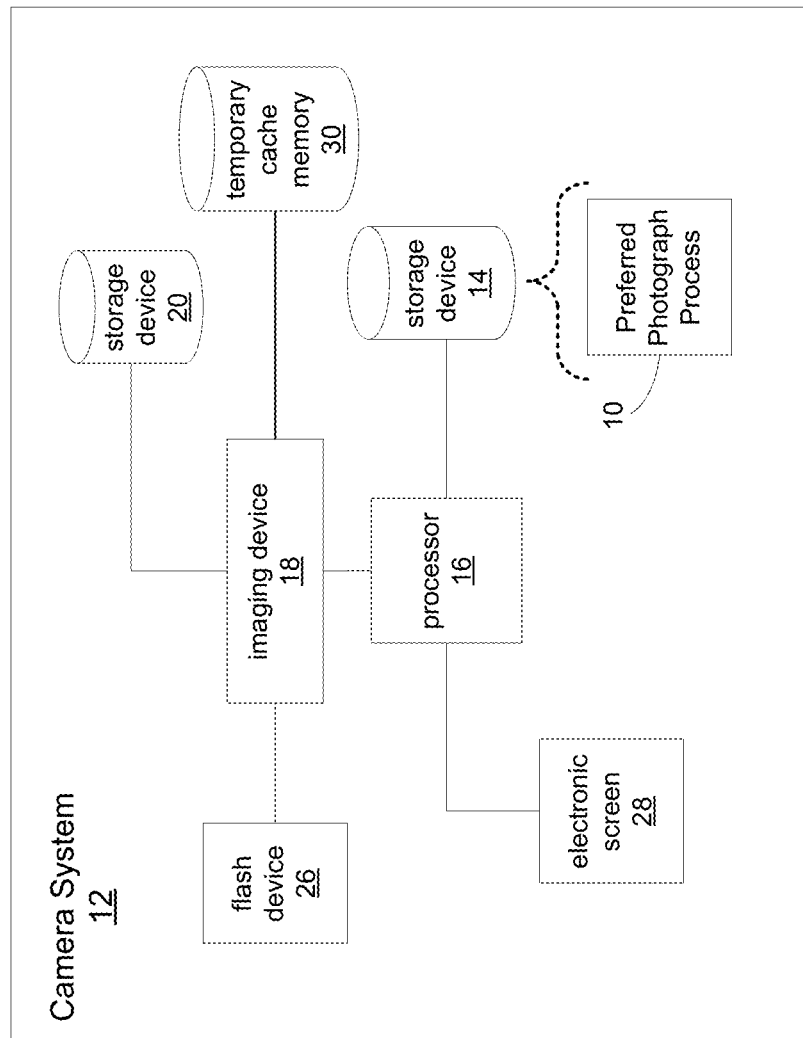 Camera System
12
flash
device
26
imaging device
18
storage
device
20
temporary
cache
memory
30
electronic
screen
28
processor
16
storage
device
14
10
Preferred
Photograph
Process